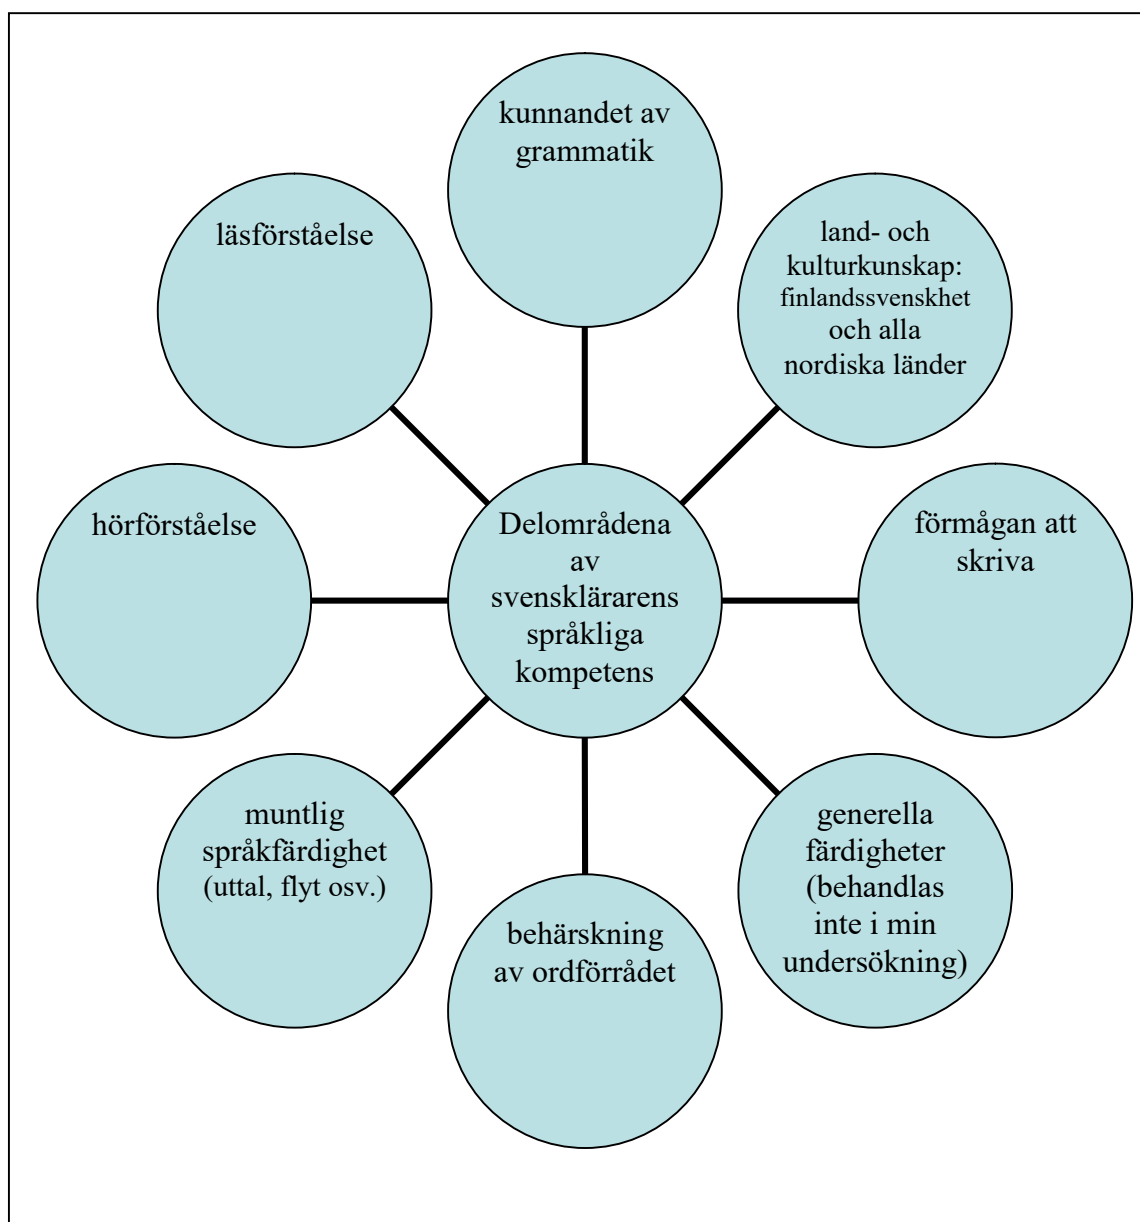 kunnandet av
grammatik
läsförståelse
land- och
kulturkunskap:
finlandssvenskhet
och alla
nordiska länder
hörförståelse
Delområdena
av
svensklärarens
språkliga
kompetens
förmågan att
skriva
muntlig
språkfärdighet
(uttal, flyt osv.)
generella
färdigheter
(behandlas
inte i min
undersökning)
behärskning
av ordförrådet